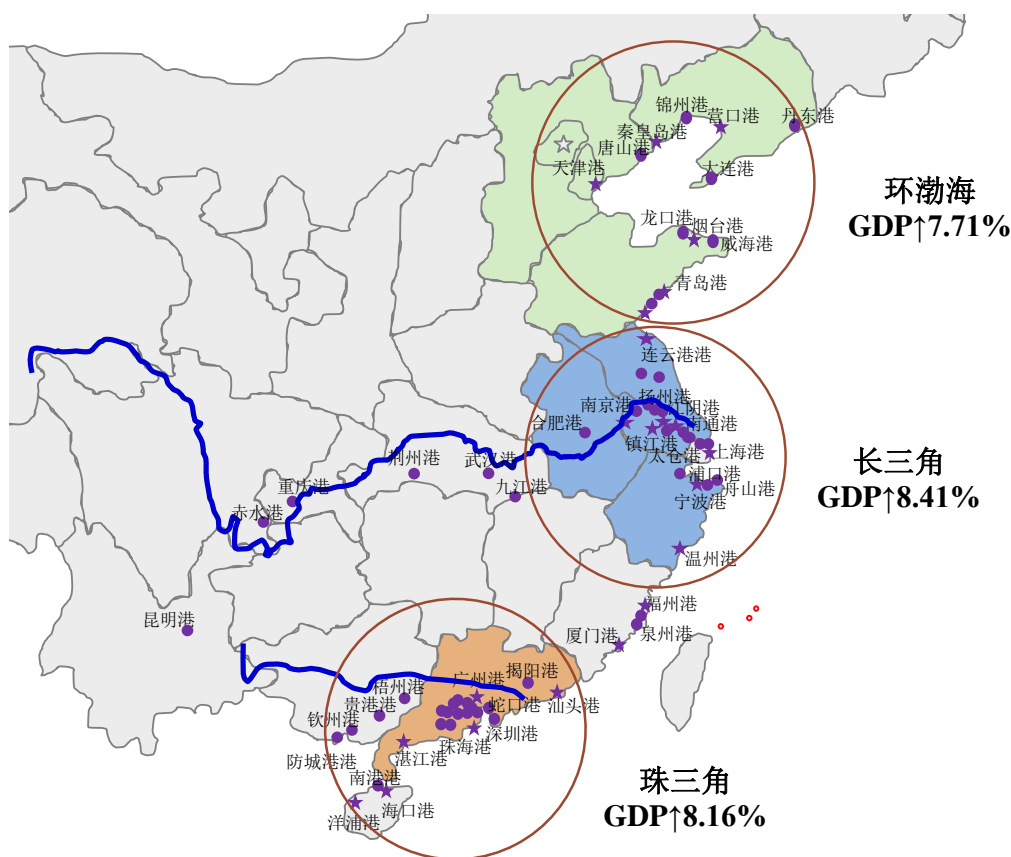 锦州港
营口港
丹东港
秦皇岛港
唐山港
天津港
大连港
环渤海
GDP↑7.71%
龙口港
烟台港
威海港
青岛港
连云港港
扬州港
南京港
江阴港
合肥港
南通港
镇江港
上海港
太仓港
长三角
GDP↑8.41%
荆州港
武汉港
浦口港
舟山港
宁波港
九江港
重庆港
赤水港
温州港
福州港
昆明港
泉州港
厦门港
揭阳港
广州港
汕头港
梧州港
贵港港
蛇口港
钦州港
深圳港
珠海港
防城港港
湛江港
南港港
海口港
洋浦港
珠三角
GDP↑8.16%